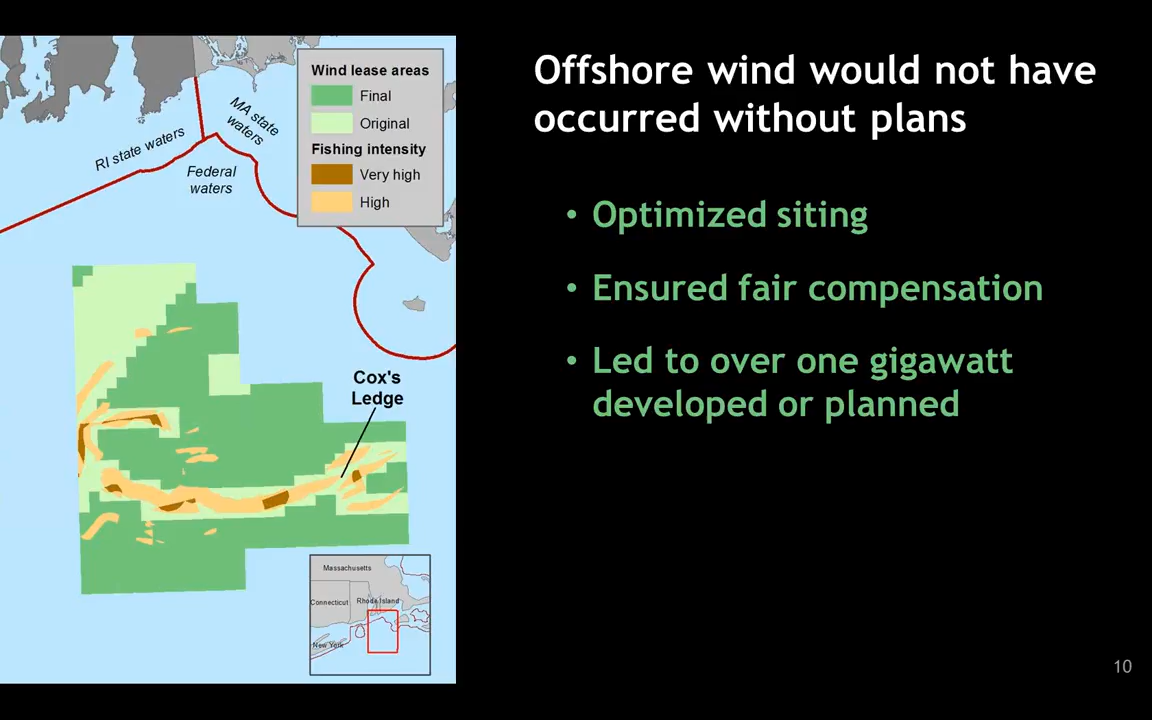 Offshore wind would not have
occurred without plans
• Optimized siting
• Ensured fair compensation
• Led to over one gigawatt
developed or planned
Wind lease areas
Final
Original
Fishing intensity
Very high
High
MA state
waters
RI state waters
Federal
waters
Cox's
Ledge
Massachusetts
Connecticut
Rhode Island
New York
10